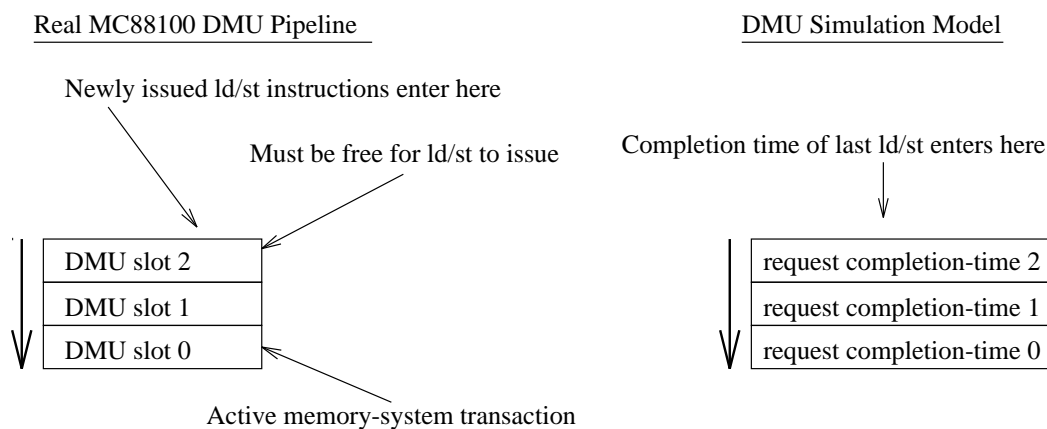 Real MC88100 DMU Pipeline
Newly issued ld/st instructions enter here
Must be free for ld/st to issue
DMU slot 2
DMU slot 1
DMU slot 0
Active memory-system transaction
DMU Simulation Model
Completion time of last ld/st enters here
request completion-time 2
request completion-time 1
request completion-time 0